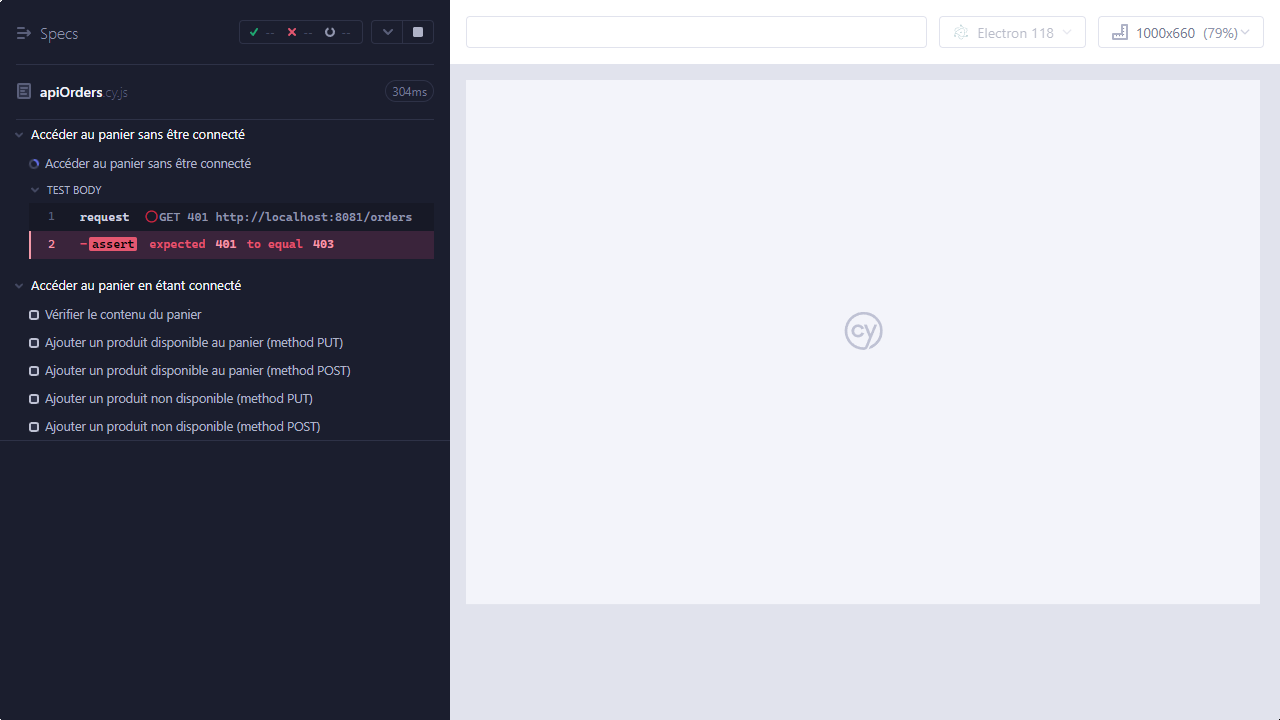 Specs
-- -- --
apiOrders.cy.js 304ms
Accéder au panier sans être connecté
Accéder au panier sans être connecté
TEST BODY
1 request GET 401 http://localhost:8081/orders
2 -assert expected 401 to equal 403
Accéder au panier en étant connecté
Vérifier le contenu du panier
Ajouter un produit disponible au panier (method PUT)
Ajouter un produit disponible au panier (method POST)
Ajouter un produit non disponible (method PUT)
Ajouter un produit non disponible (method POST)
Electron 118
1000x660 (79%)
cy